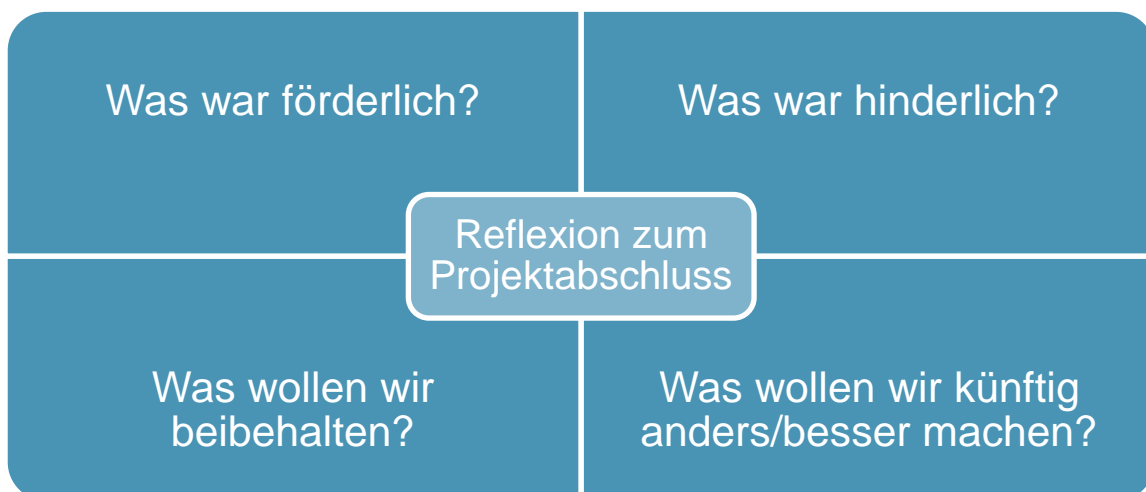 Was war förderlich?
Was war hinderlich?
Reflexion zum
Projektabschluss
Was wollen wir
beibehalten?
Was wollen wir künftig
anders/besser machen?